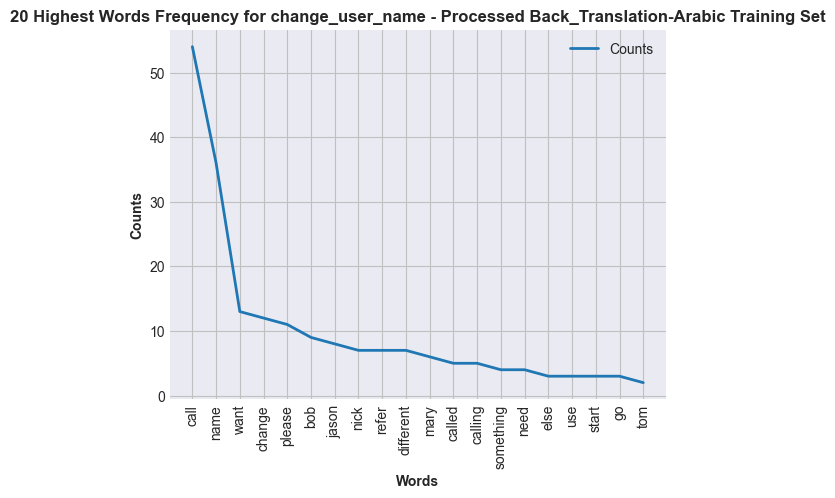 20 Highest Words Frequency for change_user_name - Processed Back_Translation-Arabic Training Set
Counts
Counts
50
40
30
20
10
0
call
name
want
change
please
bob
jason
nick
refer
different
mary
called
calling
something
need
else
use
start
go
tom
Words